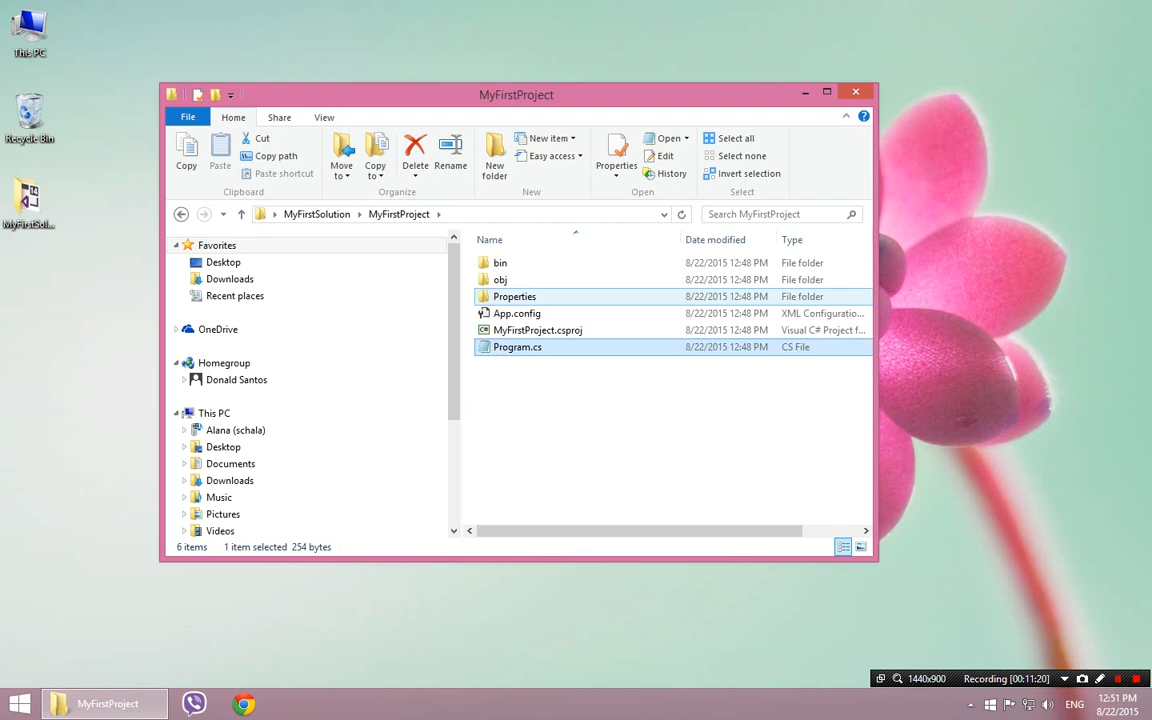 This PC
Recycle Bin
MyFirstSol...
MyFirstProject
File
Home
Share
View
Copy
Paste
Cut
Copy path
Paste shortcut
Clipboard
Move to
Copy to
Delete
Rename
Organize
New folder
New item
Easy access
New
Properties
Open
Edit
History
Open
Select all
Select none
Invert selection
Select
MyFirstSolution
MyFirstProject
Search MyFirstProject
Favorites
Desktop
Downloads
Recent places
OneDrive
Homegroup
Donald Santos
This PC
Alana (schala)
Desktop
Documents
Downloads
Music
Pictures
Videos
Name Date modified Type
bin 8/22/2015 12:48 PM File folder
obj 8/22/2015 12:48 PM File folder
Properties 8/22/2015 12:48 PM File folder
App.config 8/22/2015 12:48 PM XML Configuratio...
MyFirstProject.csproj 8/22/2015 12:48 PM Visual C# Project f...
Program.cs 8/22/2015 12:48 PM CS File
6 items 1 item selected 254 bytes
1440x900 Recording [00:11:20]
MyFirstProject
ENG
12:51 PM
8/22/2015